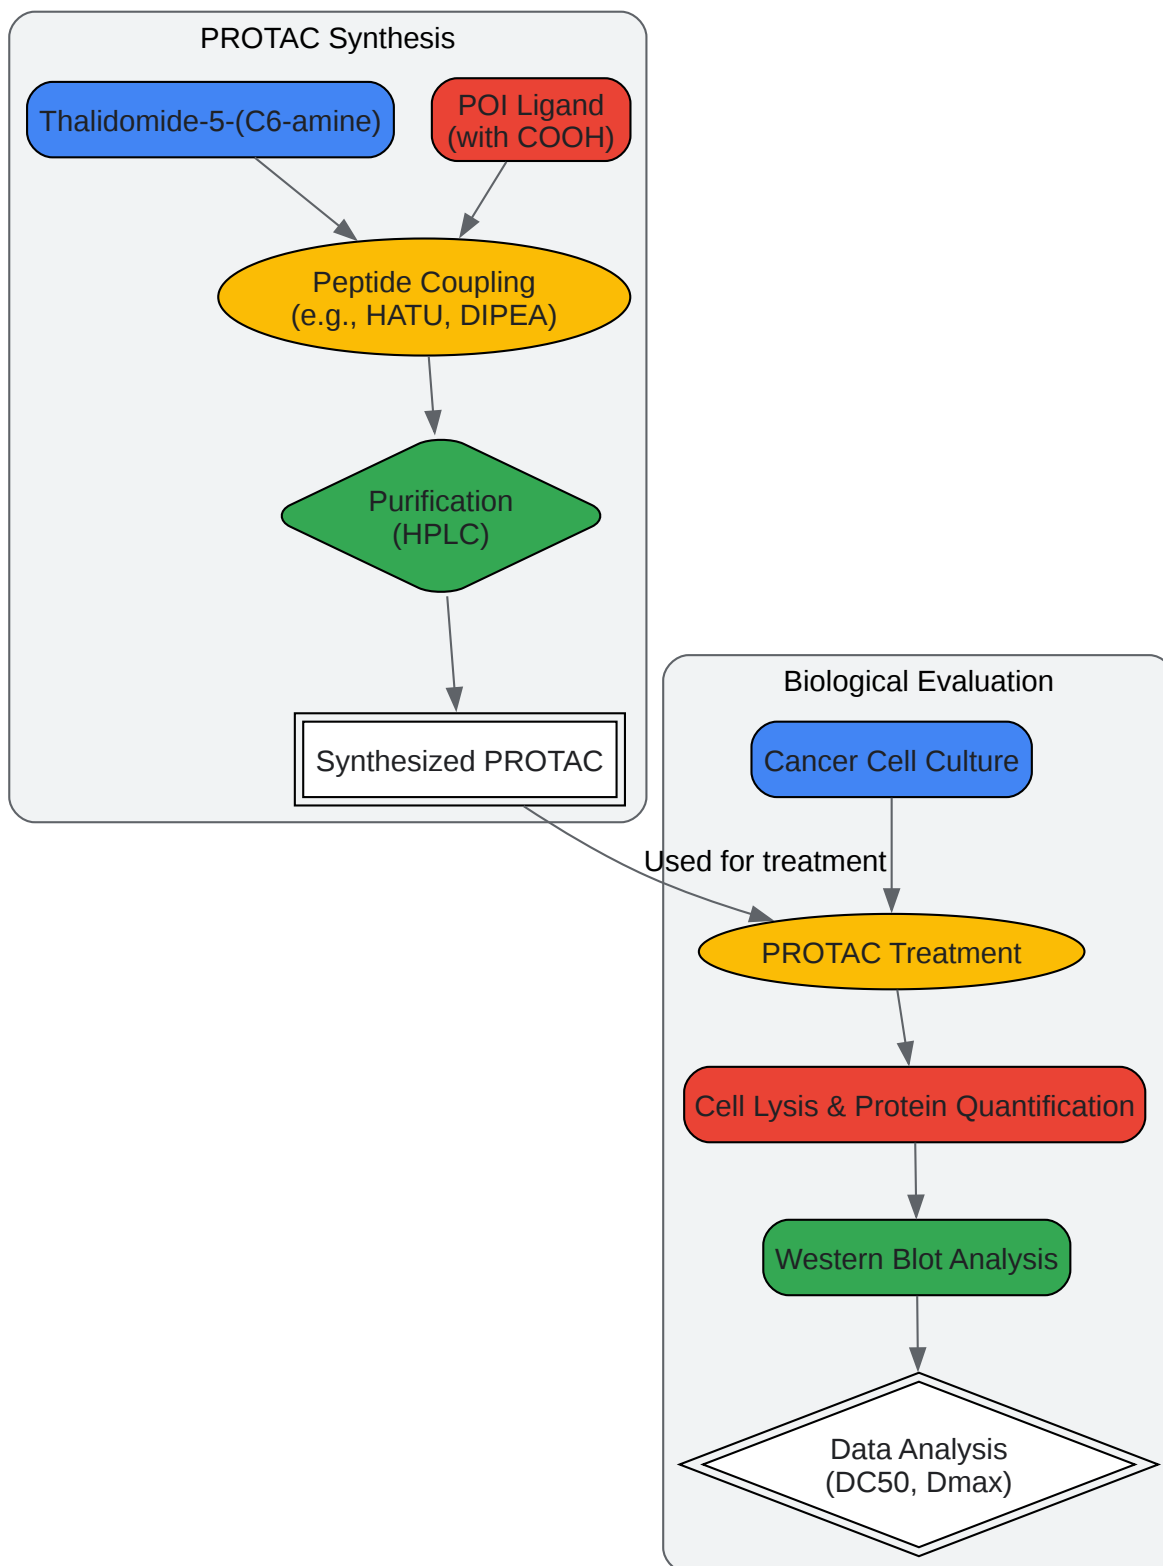 PROTAC Synthesis
Thalidomide-5-(C6-amine)
POI Ligand
(with COOH)
Peptide Coupling
(e.g., HATU, DIPEA)
Purification
(HPLC)
Synthesized PROTAC
Biological Evaluation
Cancer Cell Culture
Used for treatment
PROTAC Treatment
Cell Lysis & Protein Quantification
Western Blot Analysis
Data Analysis
(DC50, Dmax)